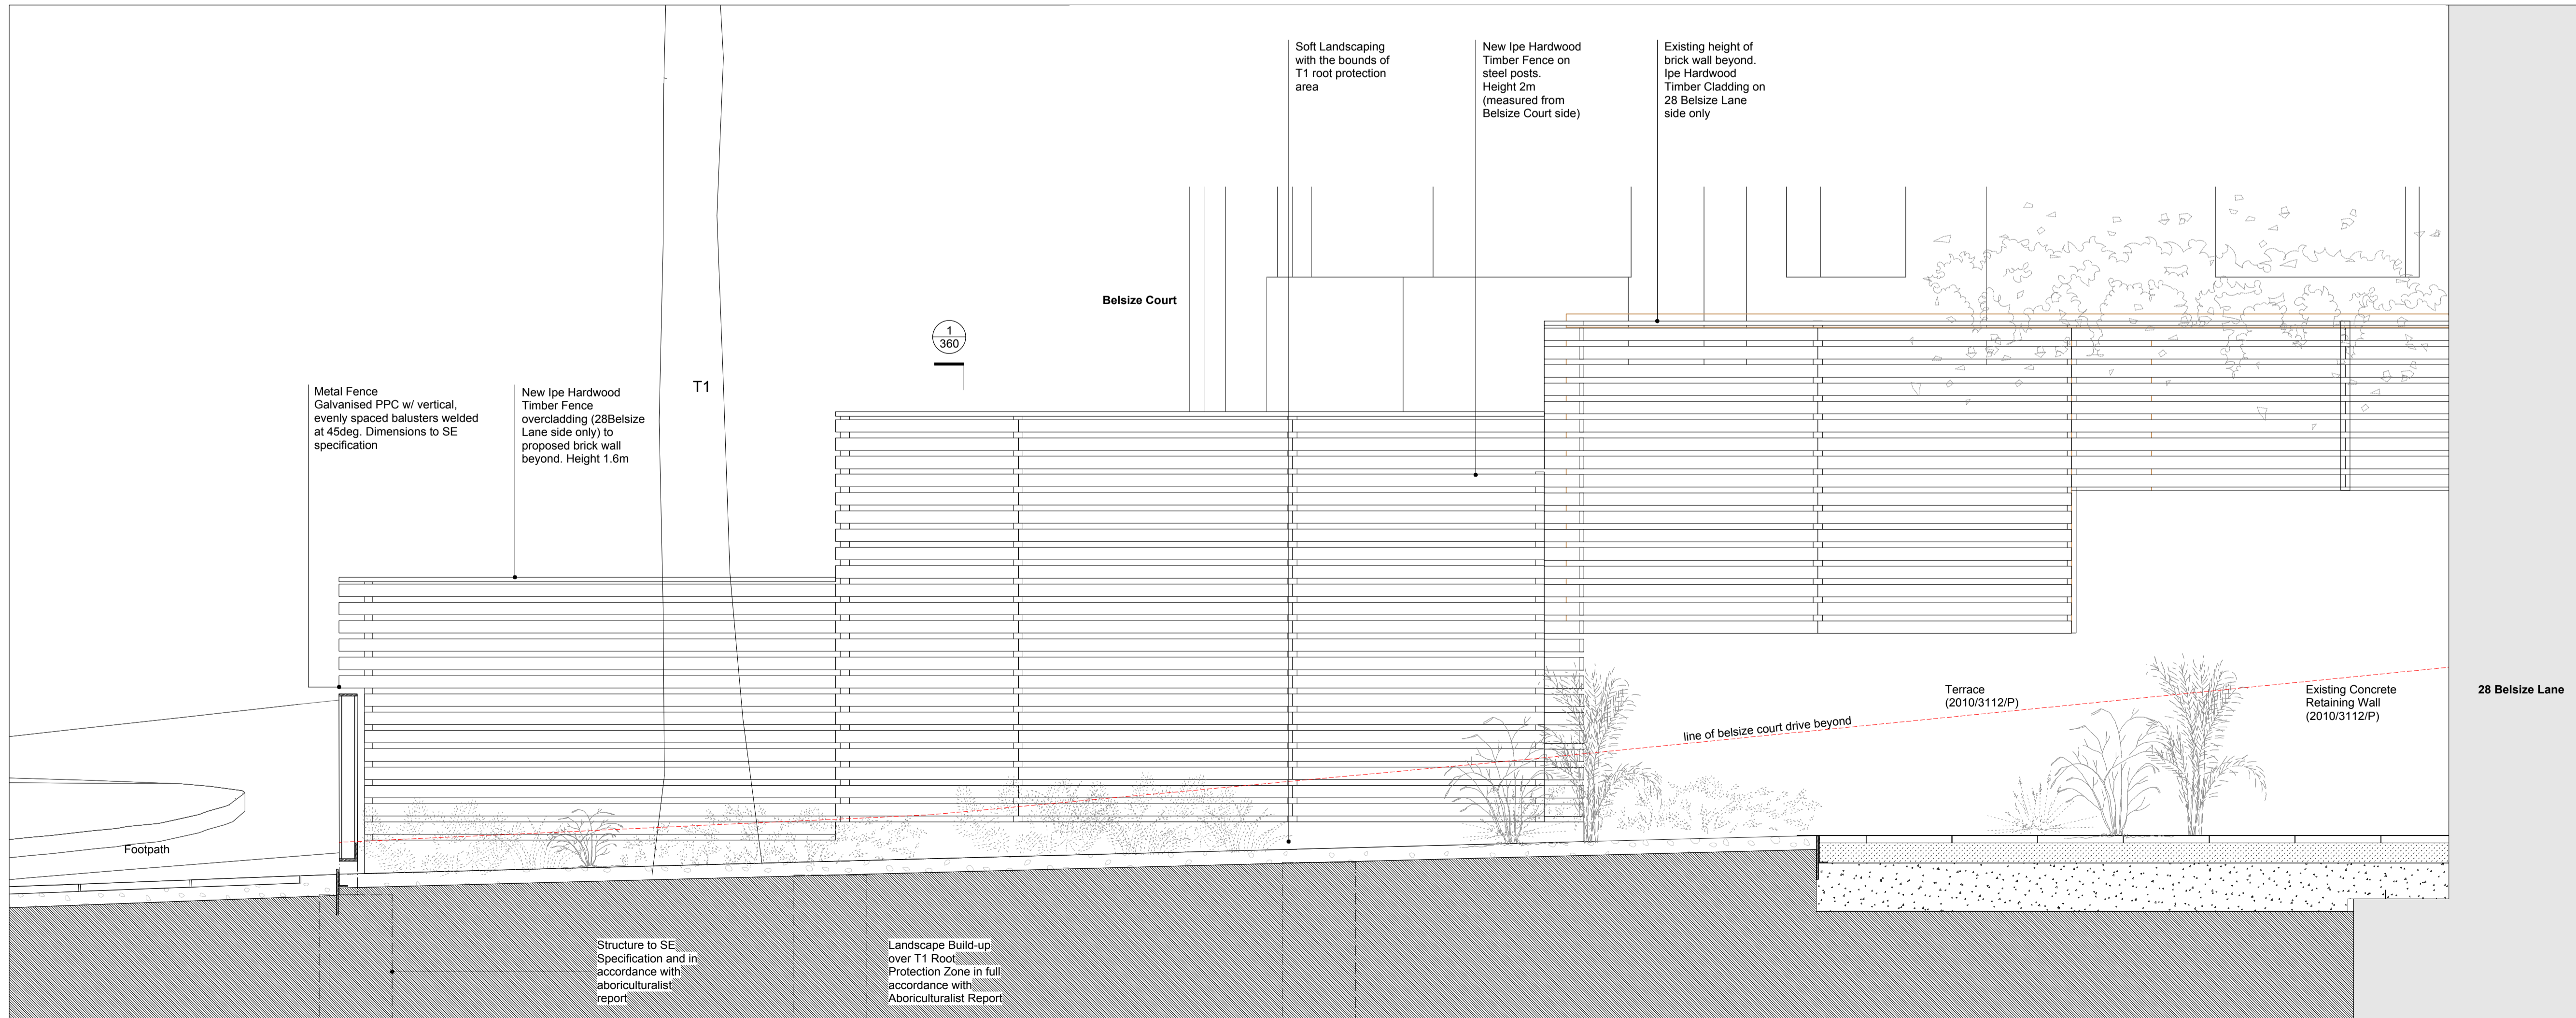 Soft Landscaping
with the bounds of
T1 root protection
area
New Ipe Hardwood
Timber Fence on
steel posts.
Height 2m
(measured from
Belsize Court side)
Existing height of
brick wall beyond.
Ipe Hardwood
Timber Cladding on
28 Belsize Lane
side only
Belsize Court
1
360
T1
Metal Fence
Galvanised PPC w/ vertical,
evenly spaced balusters welded
at 45deg. Dimensions to SE
specification
New Ipe Hardwood
Timber Fence
overcladding (28Belsize
Lane side only) to
proposed brick wall
beyond. Height 1.6m
Terrace
(2010/3112/P)
Existing Concrete
Retaining Wall
(2010/3112/P)
28 Belsize Lane
line of belsize court drive beyond
Footpath
Structure to SE
Specification and in
accordance with
aboriculturalist
report
Landscape Build-up
over T1 Root
Protection Zone in full
accordance with
Aboriculturalist Report